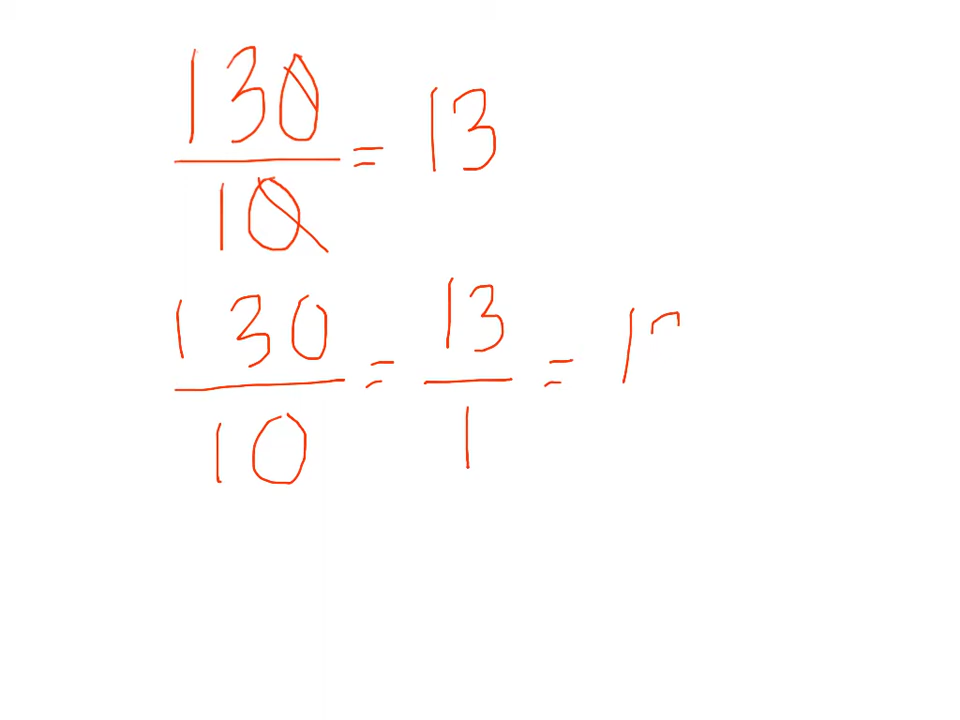 130/10 = 13
130/10 = 13/1 = 1